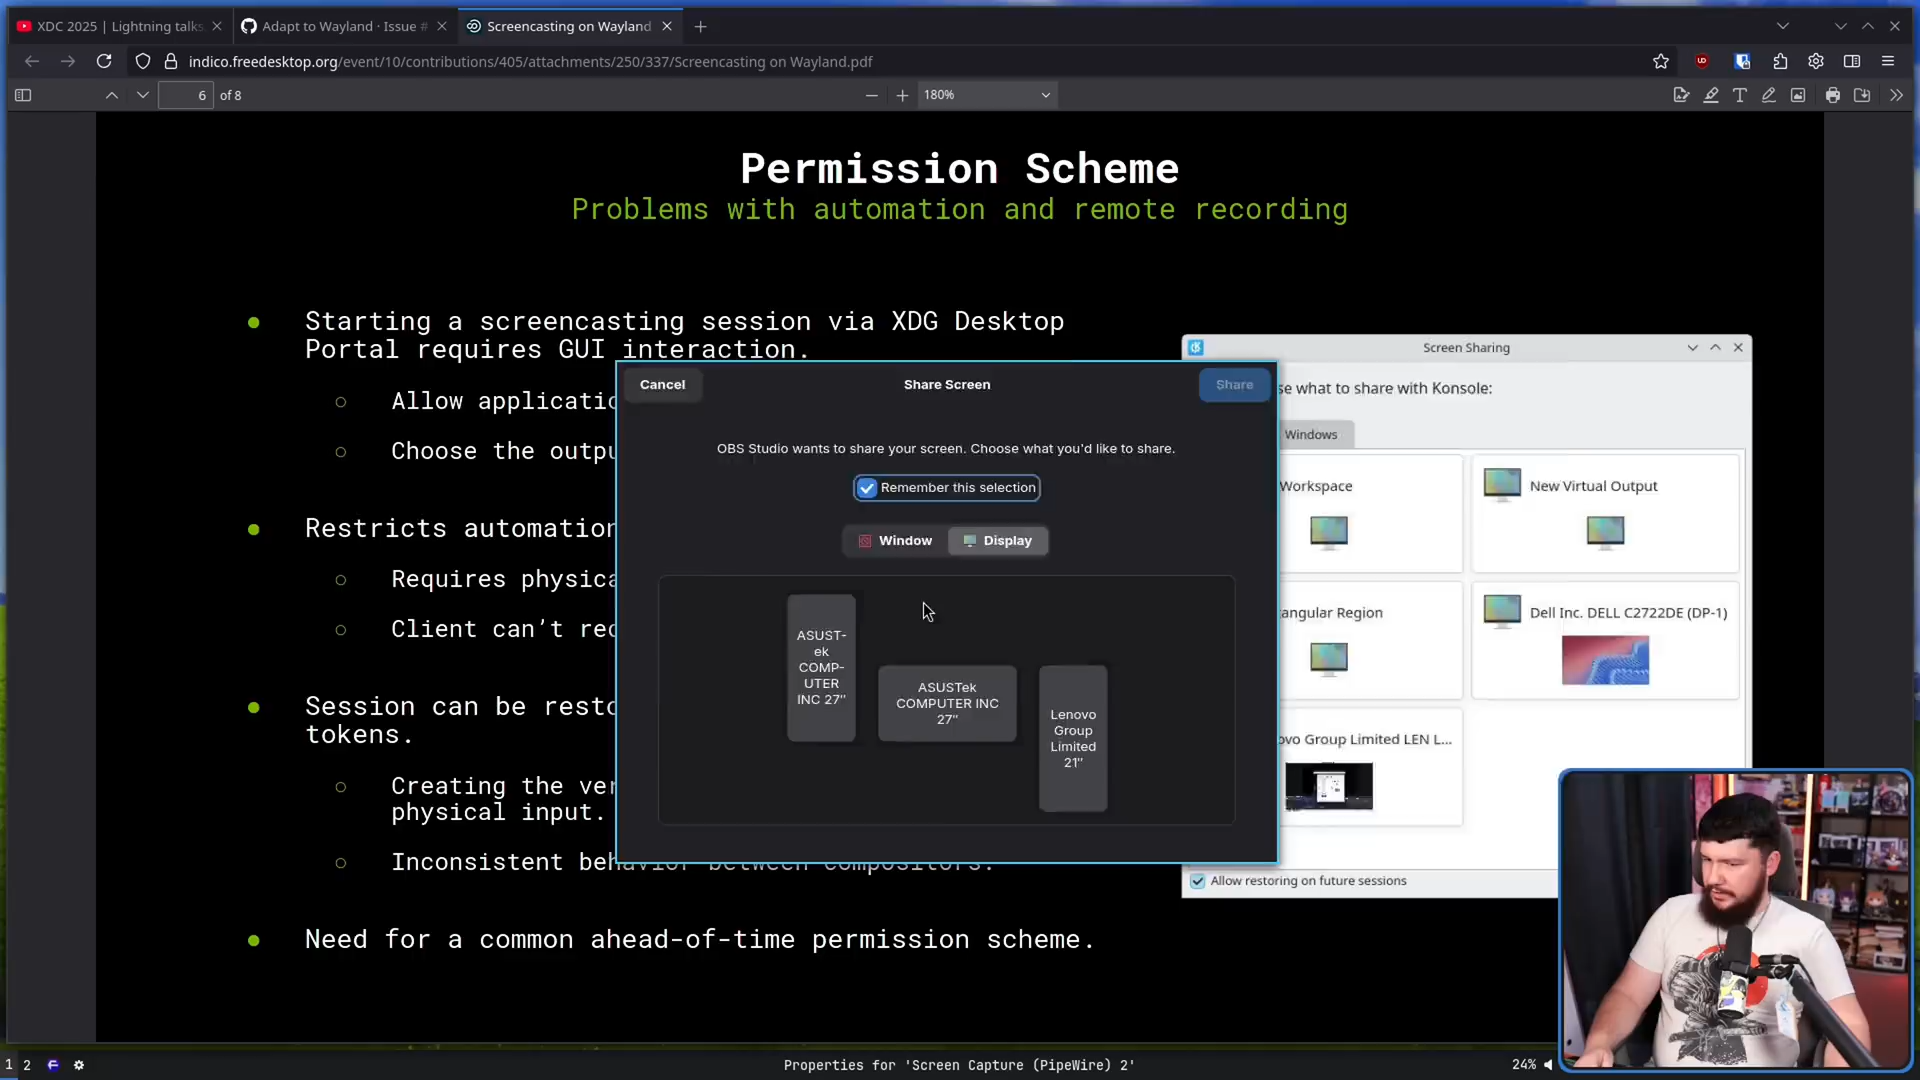 XDC 2025 | Lightning talks
Adapt to Wayland · Issue #
Screencasting on Wayland
indico.freedesktop.org/event/10/contributions/405/attachments/250/337/Screencasting on Wayland.pdf
6 of 8
180%
Permission Scheme
Problems with automation and remote recording
Starting a screencasting session via XDG Desktop
Portal requires GUI interaction.
Allow applicatio
Choose the outpu
Restricts automation
Requires physica
Client can't rec
Session can be resto
tokens.
Creating the ver
physical input.
Inconsistent behavior between compositors.
Need for a common ahead-of-time permission scheme.
Cancel
Share Screen
Share
OBS Studio wants to share your screen. Choose what you'd like to share.
Remember this selection
Window
Display
ASUST-
ek
COMP-
UTER
INC 27"
ASUSTek
COMPUTER INC
27"
Lenovo
Group
Limited
21"
Screen Sharing
se what to share with Konsole:
Windows
Workspace
New Virtual Output
tangular Region
Dell Inc. DELL C2722DE (DP-1)
ovo Group Limited LEN L...
Allow restoring on future sessions
1 2
Properties for 'Screen Capture (PipeWire) 2'
24%